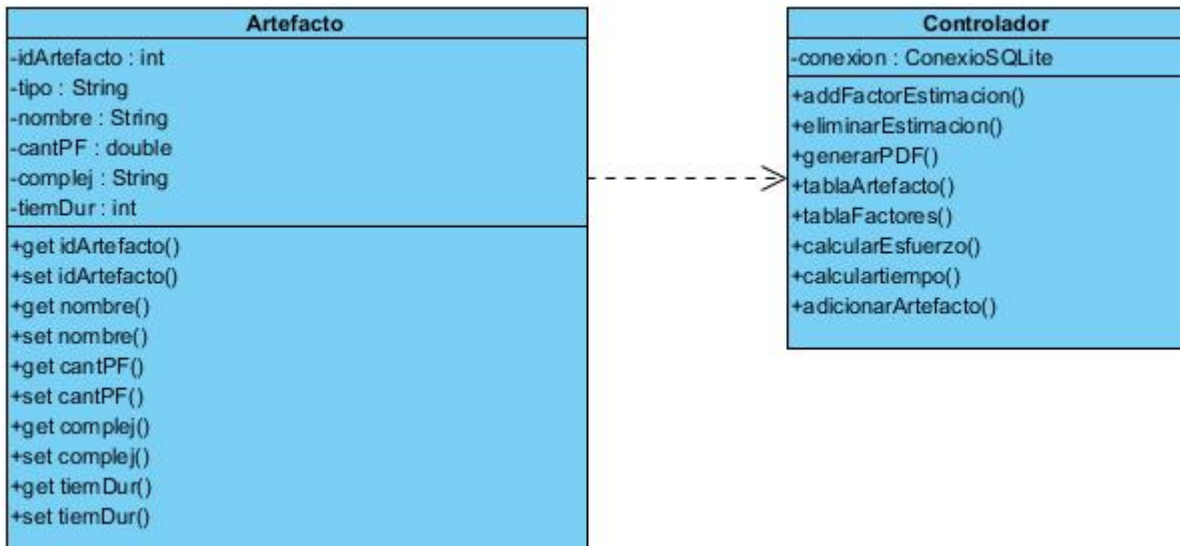 Artefacto
-idArtefacto : int
-tipo : String
-nombre : String
-cantPF : double
-complej : String
-tiemDur : int
+get idArtefacto()
+set idArtefacto()
+get nombre()
+set nombre()
+get cantPF()
+set cantPF()
+get complej()
+set complej()
+get tiemDur()
+set tiemDur()
Controlador
-conexion : ConexioSQLite
+addFactorEstimacion()
+eliminarEstimacion()
+generarPDF()
+tablaArtefacto()
+tablaFactores()
+calcularEsfuerzo()
+calculartiempo()
+adicionarArtefacto()